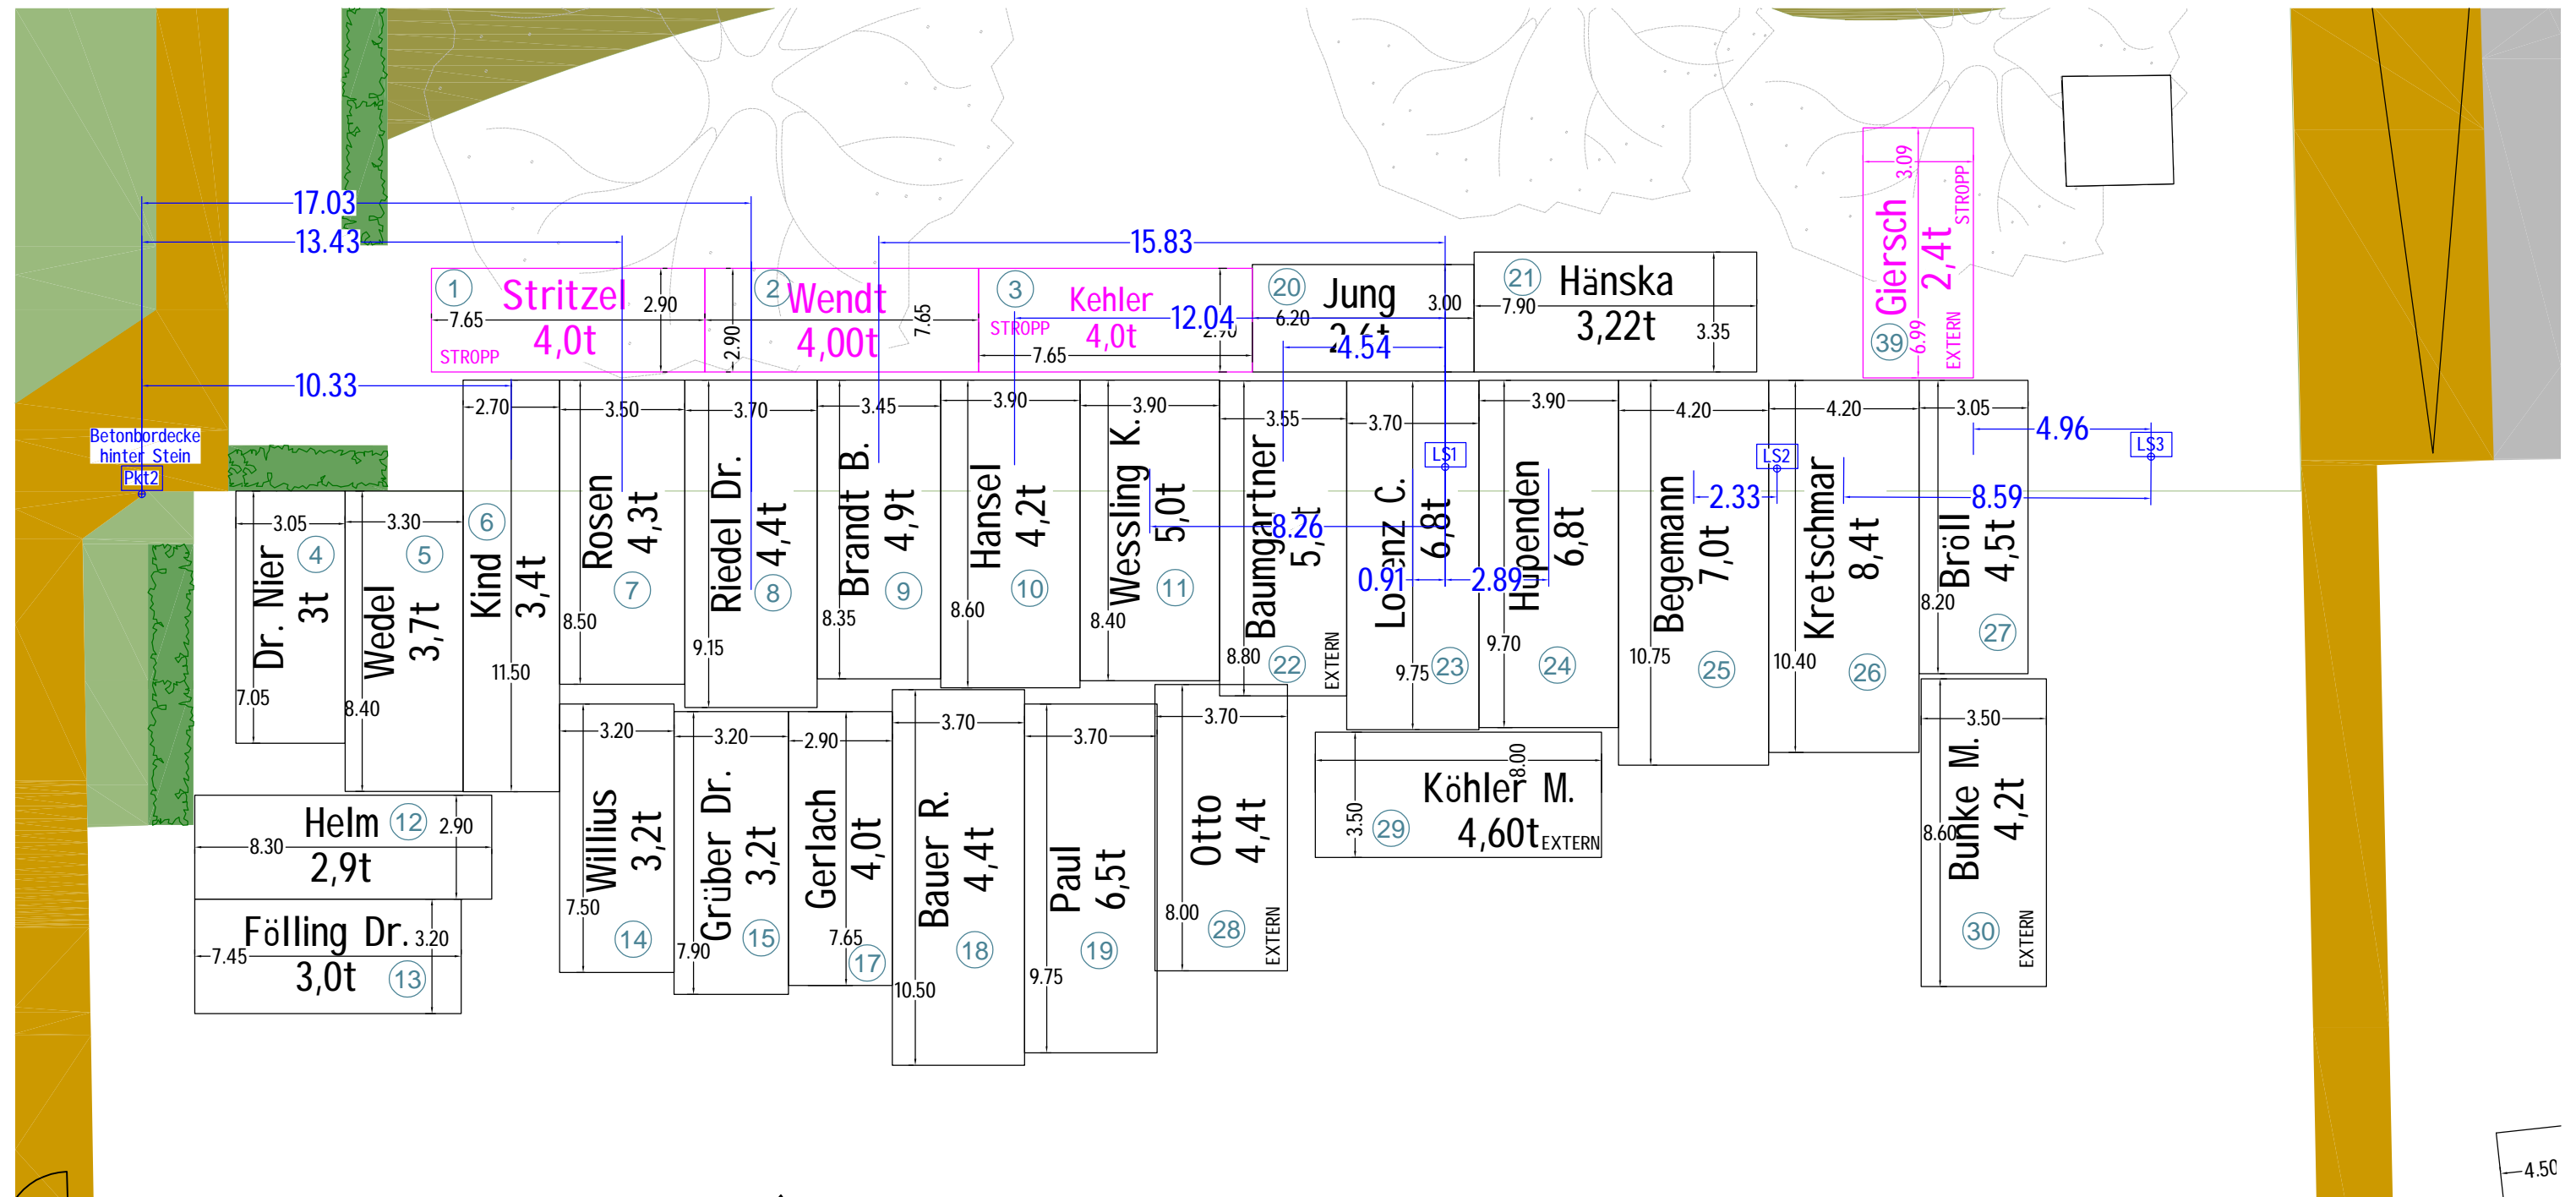 17.03
13.43
15.83
1
Stritzel
7.65
2.90
4,0t
STROPP
2
Wendt
2.90
4,00t
7.65
3
Kehler
STROPP
4,0t
7.65
12.04
20
Jung
3.00
6.20
4.54
21
Hänska
7.90
3,22t
3.35
3.09
Giersch
2,4t
STROPP
39
6.99
EXTERN
10.33
Betonbordecke
hinter Stein
Pkt2
3.05
4
Dr. Nier
3t
7.05
3.30
5
Wedel
3,7t
8.40
2.70
6
Kind
3,4t
11.50
3.50
Rosen
4,3t
7
8.50
3.70
Riedel Dr.
4,4t
8
9.15
3.45
Brandt B.
4,9t
9
8.35
3.90
Hansel
4,2t
10
8.60
3.90
Wessling K.
5,0t
11
8.40
8.26
3.55
Baumgartner
8.80
22
EXTERN
3.70
LS1
Lorenz C.
6,8t
0.91
2.89
9.75
23
3.90
Hupenden
6,8t
9.70
24
4.20
Begemann
7,0t
10.75
25
LS2
2.33
4.20
Kretschmar
8,4t
10.40
26
3.05
4.96
LS3
8.59
Bröll
4,5t
8.20
27
Helm
12
2.90
8.30
2,9t
Fölling Dr.
3.20
7.45
3,0t
13
3.20
Willius
3,2t
7.50
14
3.20
Grüber Dr.
3,2t
7.90
15
2.90
Gerlach
4,0t
7.65
17
3.70
Bauer R.
4,4t
18
10.50
3.70
Paul
6,5t
19
9.75
3.70
Otto
4,4t
8.00
28
EXTERN
8.00
Köhler M.
3.50
29
4,60t
EXTERN
3.50
Bunke M.
4,2t
8.60
30
EXTERN
4.50